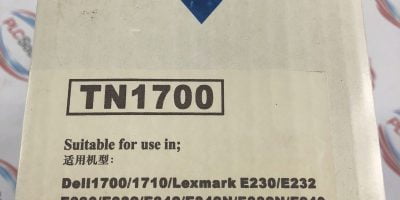 TN1700
Suitable for use in;
适用机型:
Dell1700/1710/Lexmark E230/E232